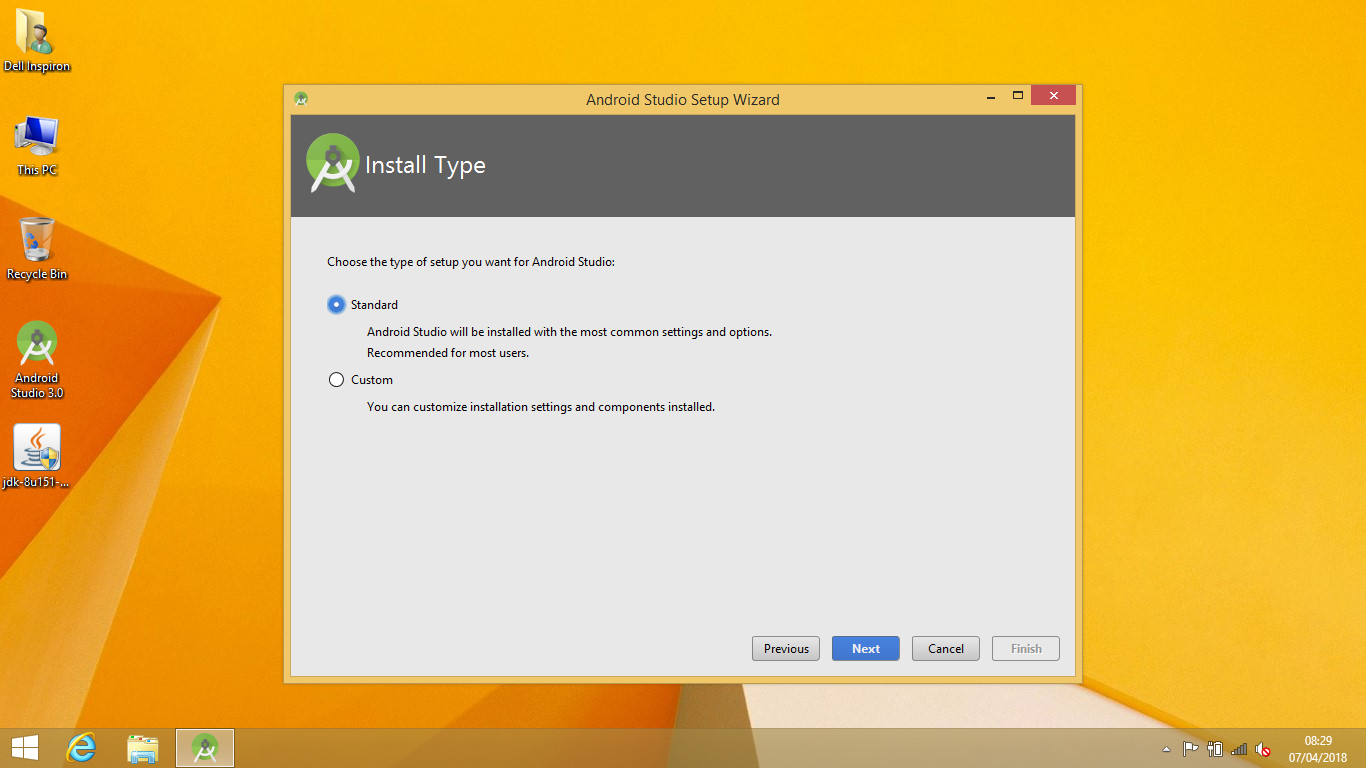 Dell Inspiron
This PC
Recycle Bin
Android
Studio 3.0
jdk-8u151-...
Android Studio Setup Wizard
Install Type
Choose the type of setup you want for Android Studio:
Standard
Android Studio will be installed with the most common settings and options.
Recommended for most users.
Custom
You can customize installation settings and components installed.
Previous
Next
Cancel
Finish
08:29
07/04/2018